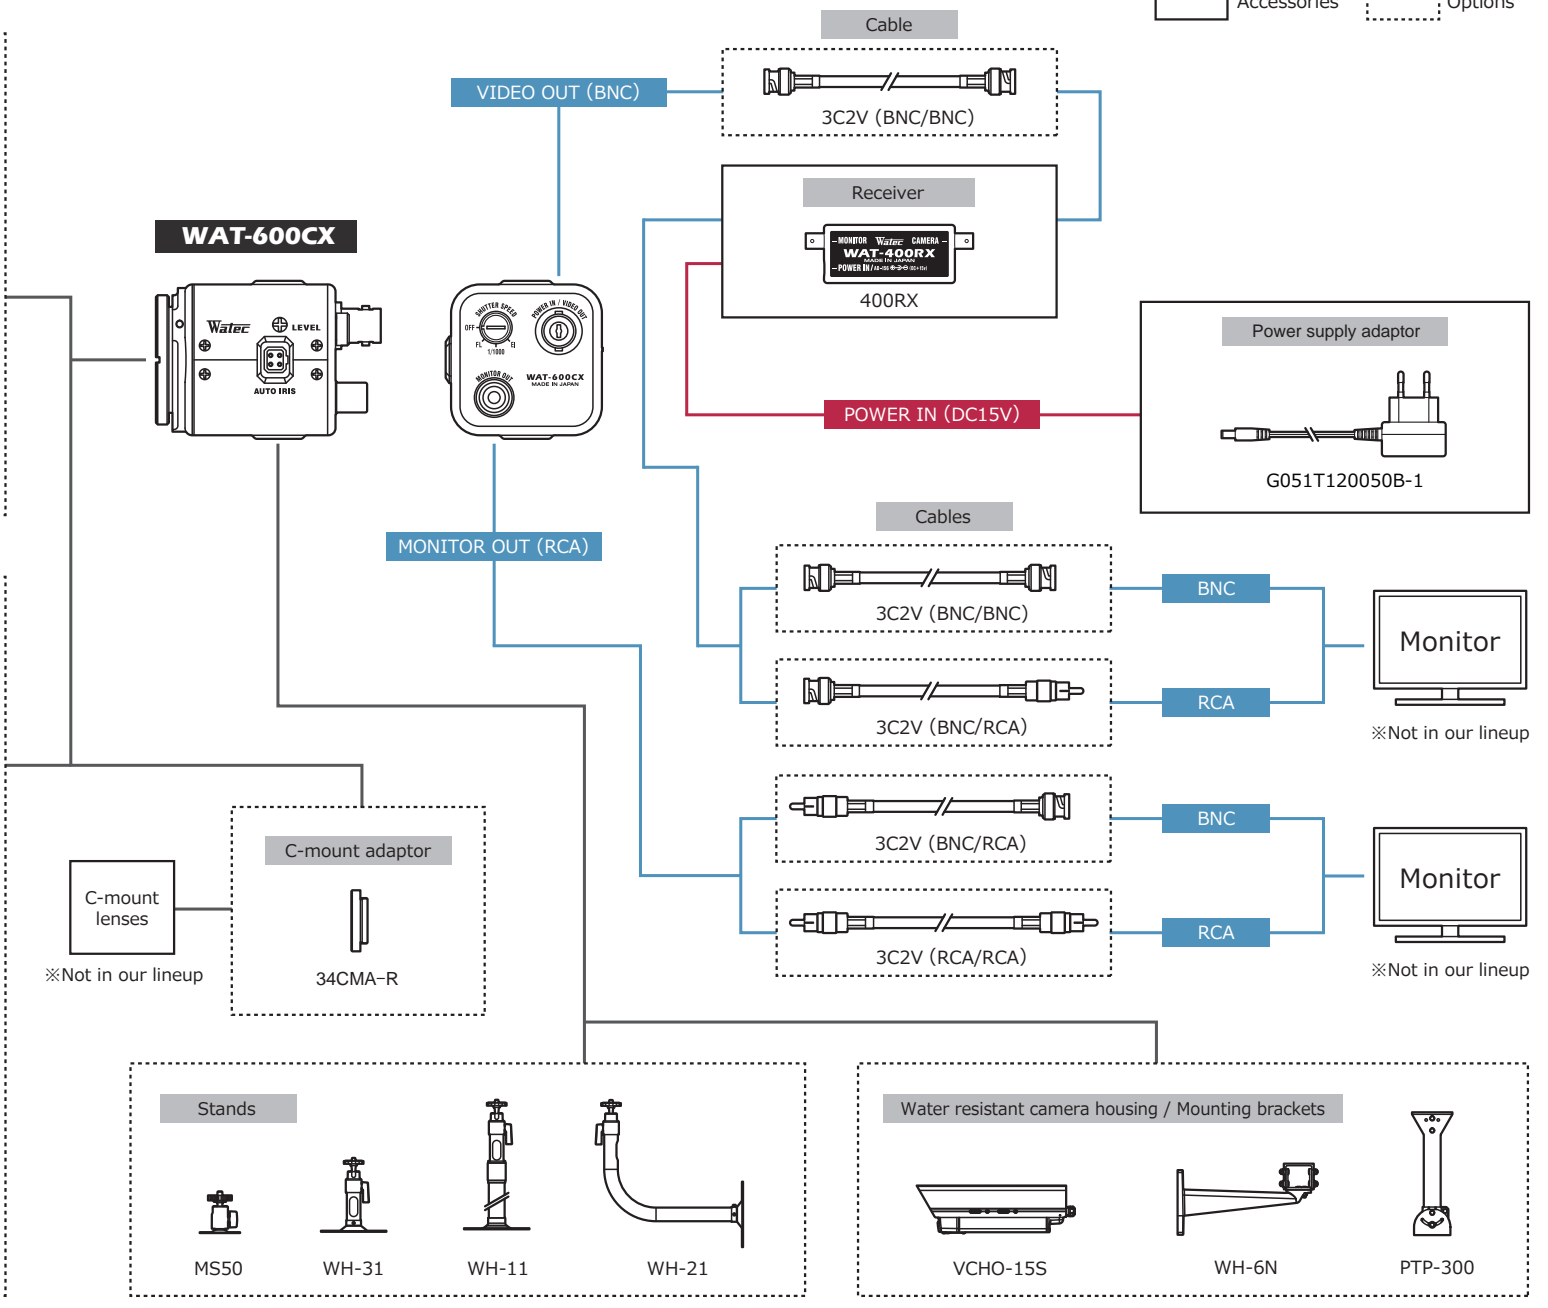 Accessories
Options
Cable
VIDEO OUT (BNC)
3C2V (BNC/BNC)
Receiver
-MONITOR Watec CAMERA-
WAT-400RX
MADE IN JAPAN
-POWER IN/
400RX
WAT-600CX
Watec
LEVEL
AUTO IRIS
SHUTTER SPEED
OFF
FL
1/1000
EI
POWER IN / VIDEO OUT
MONITOR OUT
WAT-600CX
MADE IN JAPAN
Power supply adaptor
POWER IN (DC15V)
G051T120050B-1
Cables
MONITOR OUT (RCA)
3C2V (BNC/BNC)
BNC
Monitor
3C2V (BNC/RCA)
RCA
※Not in our lineup
3C2V (BNC/RCA)
BNC
Monitor
3C2V (RCA/RCA)
RCA
※Not in our lineup
C-mount adaptor
C-mount
lenses
※Not in our lineup
34CMA-R
Stands
MS50
WH-31
WH-11
WH-21
Water resistant camera housing / Mounting brackets
VCHO-15S
WH-6N
PTP-300